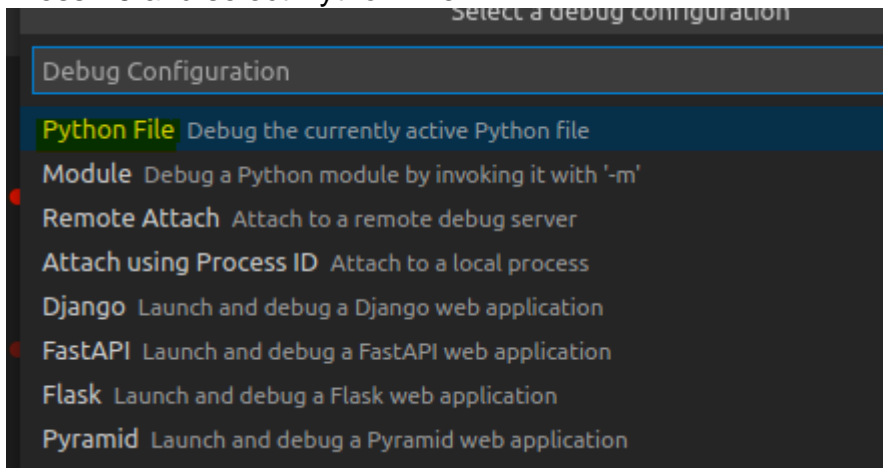 Select a debug configuration
Debug Configuration
Python File Debug the currently active Python file
Module Debug a Python module by invoking it with '-m'
Remote Attach Attach to a remote debug server
Attach using Process ID Attach to a local process
Django Launch and debug a Django web application
FastAPI Launch and debug a FastAPI web application
Flask Launch and debug a Flask web application
Pyramid Launch and debug a Pyramid web application